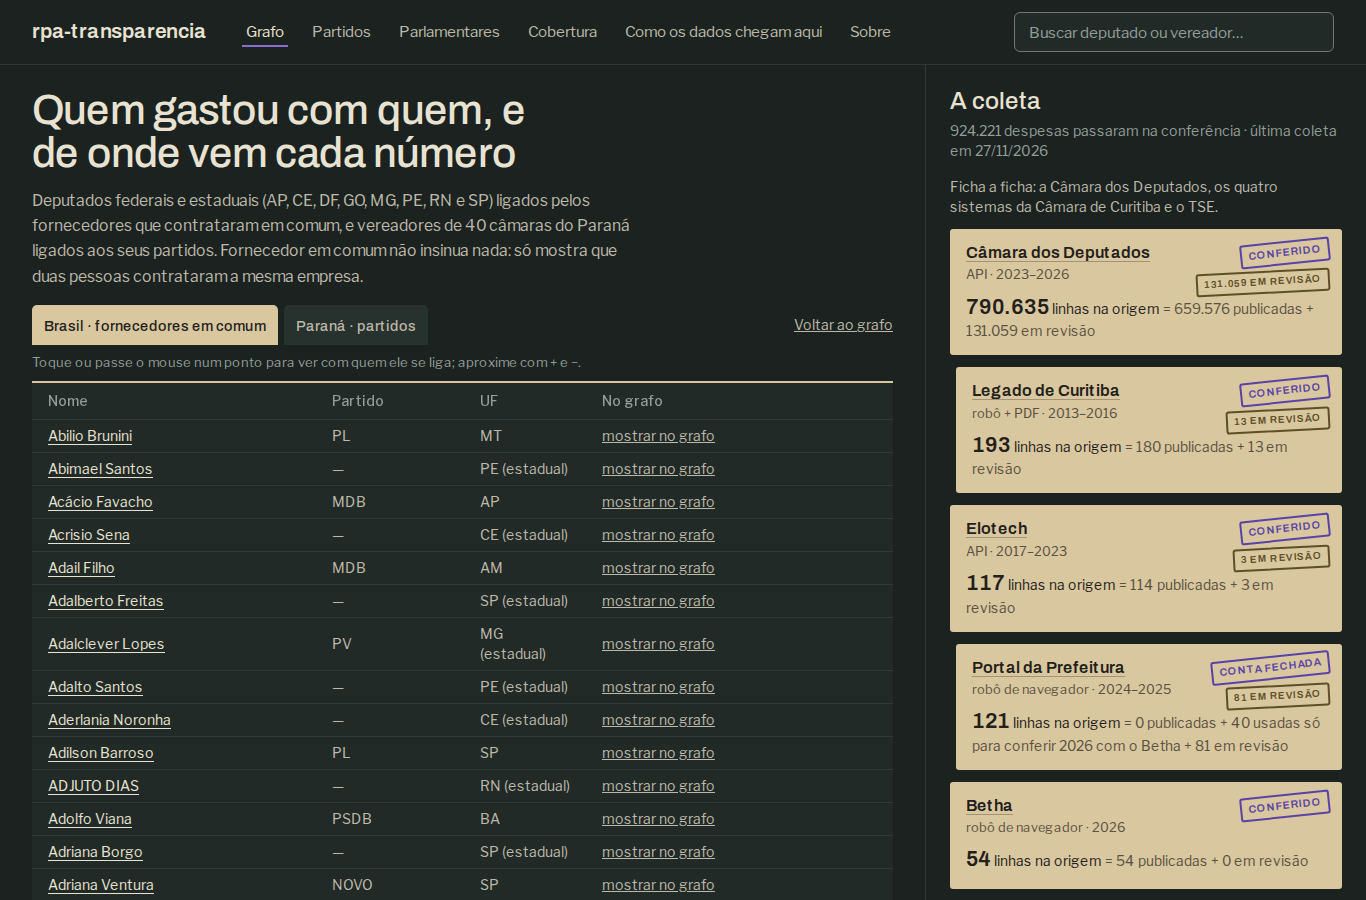 rpa-transparencia
Grafo
Partidos
Parlamentares
Cobertura
Como os dados chegam aqui
Sobre
Buscar deputado ou vereador...
Quem gastou com quem, e
de onde vem cada número
Deputados federais e estaduais (AP, CE, DF, GO, MG, PE, RN e SP) ligados pelos
fornecedores que contrataram em comum, e vereadores de 40 câmaras do Paraná
ligados aos seus partidos. Fornecedor em comum não insinua nada: só mostra que
duas pessoas contrataram a mesma empresa.
Brasil · fornecedores em comum
Paraná · partidos
Voltar ao grafo
Toque ou passe o mouse num ponto para ver com quem ele se liga; aproxime com + e −.
Nome Partido UF No grafo
Abilio Brunini PL MT mostrar no grafo
Abimael Santos — PE (estadual) mostrar no grafo
Acácio Favacho MDB AP mostrar no grafo
Acrisio Sena — CE (estadual) mostrar no grafo
Adail Filho MDB AM mostrar no grafo
Adalberto Freitas — SP (estadual) mostrar no grafo
Adalclever Lopes PV MG (estadual) mostrar no grafo
Adalto Santos — PE (estadual) mostrar no grafo
Aderlania Noronha — CE (estadual) mostrar no grafo
Adilson Barroso PL SP mostrar no grafo
ADJUTO DIAS — RN (estadual) mostrar no grafo
Adolfo Viana PSDB BA mostrar no grafo
Adriana Borgo — SP (estadual) mostrar no grafo
Adriana Ventura NOVO SP mostrar no grafo
A coleta
924.221 despesas passaram na conferência · última coleta
em 27/11/2026
Ficha a ficha: a Câmara dos Deputados, os quatro
sistemas da Câmara de Curitiba e o TSE.
Câmara dos Deputados
API · 2023–2026
CONFERIDO
131.059 EM REVISÃO
790.635 linhas na origem = 659.576 publicadas +
131.059 em revisão
Legado de Curitiba
robô + PDF · 2013–2016
CONFERIDO
13 EM REVISÃO
193 linhas na origem = 180 publicadas + 13 em
revisão
Elotech
API · 2017–2023
CONFERIDO
3 EM REVISÃO
117 linhas na origem = 114 publicadas + 3 em
revisão
Portal da Prefeitura
robô de navegador · 2024–2025
CONTA FECHADA
81 EM REVISÃO
121 linhas na origem = 0 publicadas + 40 usadas só
para conferir 2026 com o Betha + 81 em revisão
Betha
robô de navegador · 2026
CONFERIDO
54 linhas na origem = 54 publicadas + 0 em revisão